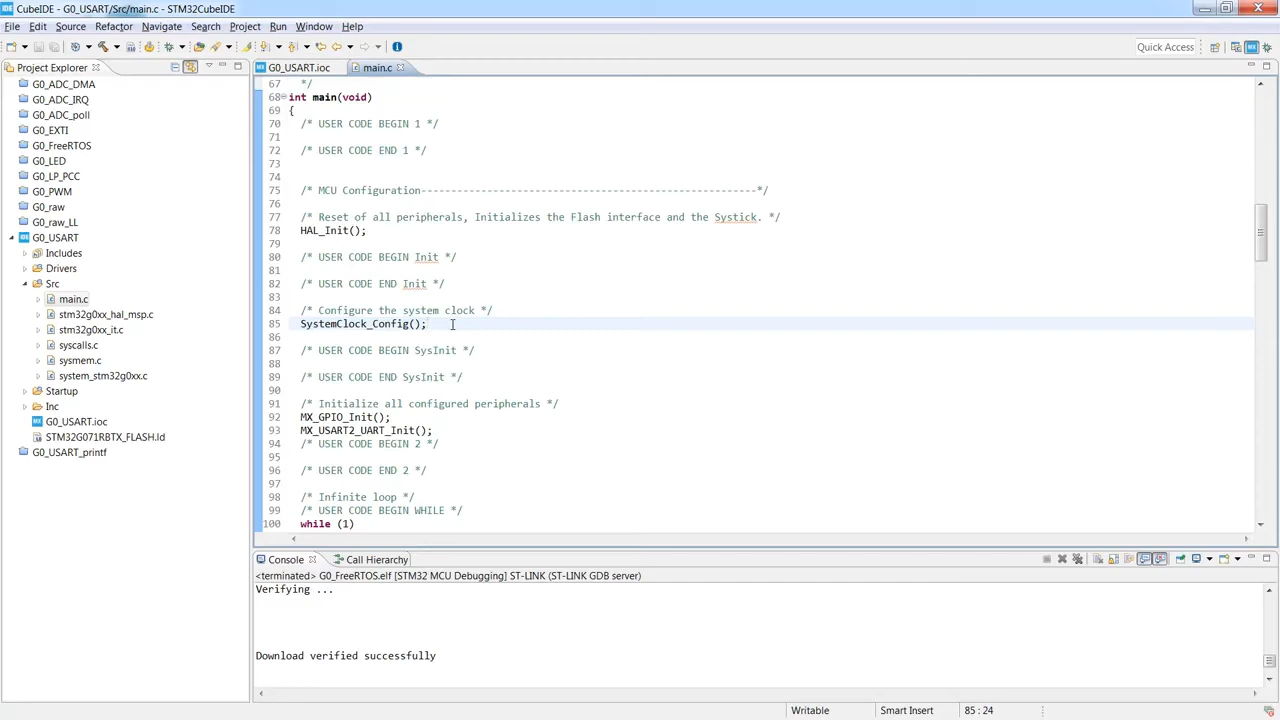 CubeIDE - G0_USART/Src/main.c - STM32CubeIDE
File Edit Source Refactor Navigate Search Project Run Window Help
Quick Access
Project Explorer
G0_ADC_DMA
G0_ADC_IRQ
G0_ADC_poll
G0_EXTI
G0_FreeRTOS
G0_LED
G0_LP_PCC
G0_PWM
G0_raw
G0_raw_LL
G0_USART
Includes
Drivers
Src
main.c
stm32g0xx_hal_msp.c
stm32g0xx_it.c
syscalls.c
sysmem.c
system_stm32g0xx.c
Startup
Inc
G0_USART.ioc
STM32G071RBTX_FLASH.ld
G0_USART_printf
G0_USART.ioc main.c
67 */
68 int main(void)
69 {
70 /* USER CODE BEGIN 1 */
71
72 /* USER CODE END 1 */
73
74
75 /* MCU Configuration--------------------------------------------------------*/
76
77 /* Reset of all peripherals, Initializes the Flash interface and the Systick. */
78 HAL_Init();
79
80 /* USER CODE BEGIN Init */
81
82 /* USER CODE END Init */
83
84 /* Configure the system clock */
85 SystemClock_Config();
86
87 /* USER CODE BEGIN SysInit */
88
89 /* USER CODE END SysInit */
90
91 /* Initialize all configured peripherals */
92 MX_GPIO_Init();
93 MX_USART2_UART_Init();
94 /* USER CODE BEGIN 2 */
95
96 /* USER CODE END 2 */
97
98 /* Infinite loop */
99 /* USER CODE BEGIN WHILE */
100 while (1)
Console Call Hierarchy
<terminated> G0_FreeRTOS.elf [STM32 MCU Debugging] ST-LINK (ST-LINK GDB server)
Verifying ...
Download verified successfully
Writable Smart Insert 85 : 24